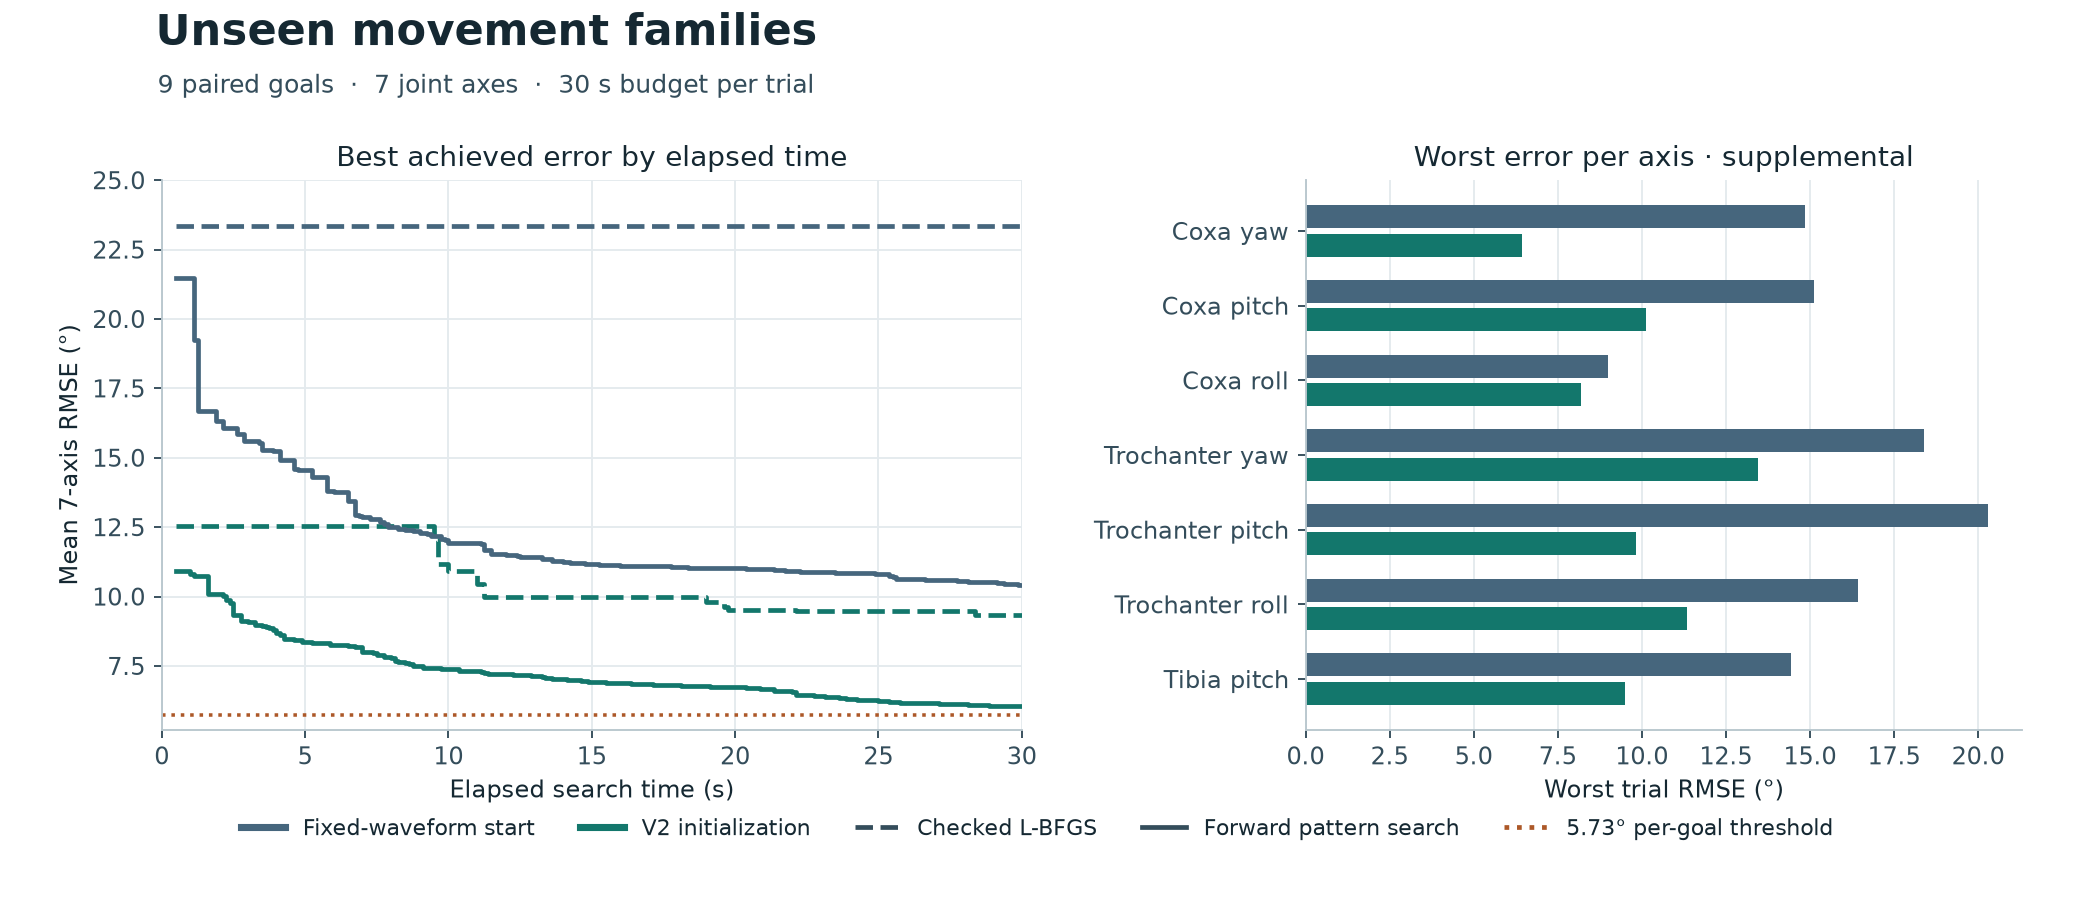 Unseen movement families
9 paired goals · 7 joint axes · 30 s budget per trial
Best achieved error by elapsed time
25.0
22.5
20.0
17.5
15.0
12.5
10.0
7.5
Mean 7-axis RMSE (°)
0 5 10 15 20 25 30
Elapsed search time (s)
Worst error per axis · supplemental
Coxa yaw
Coxa pitch
Coxa roll
Trochanter yaw
Trochanter pitch
Trochanter roll
Tibia pitch
0.0 2.5 5.0 7.5 10.0 12.5 15.0 17.5 20.0
Worst trial RMSE (°)
Fixed-waveform start V2 initialization Checked L-BFGS Forward pattern search 5.73° per-goal threshold